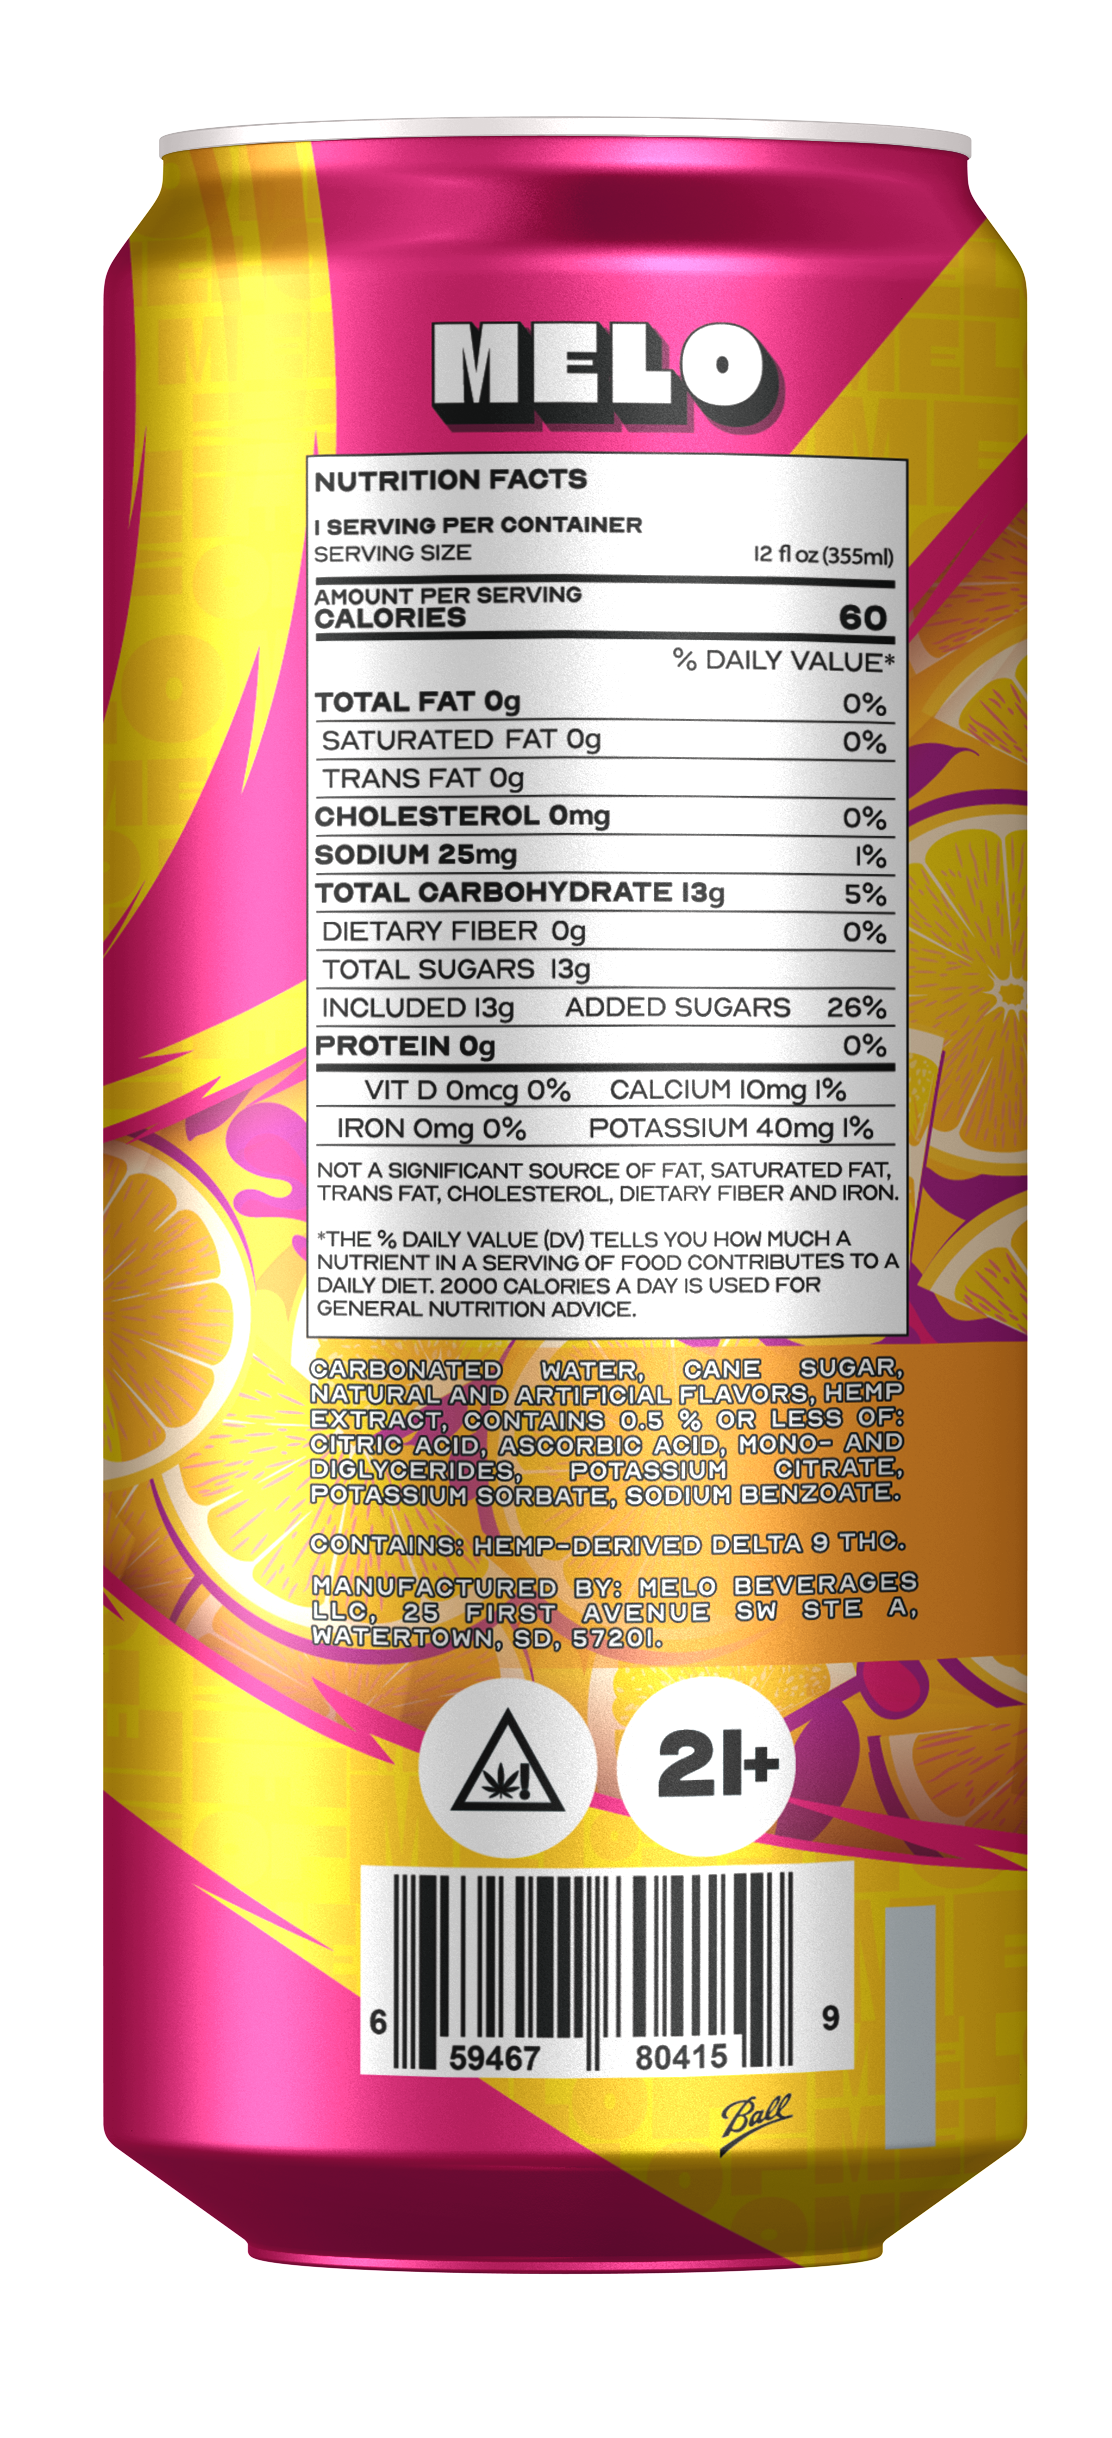 MELO
NUTRITION FACTS
1 SERVING PER CONTAINER
SERVING SIZE 12 fl oz (355ml)
AMOUNT PER SERVING
CALORIES 60
% DAILY VALUE*
TOTAL FAT 0g 0%
SATURATED FAT 0g 0%
TRANS FAT 0g
CHOLESTEROL 0mg 0%
SODIUM 25mg 1%
TOTAL CARBOHYDRATE 13g 5%
DIETARY FIBER 0g 0%
TOTAL SUGARS 13g
INCLUDED 13g ADDED SUGARS 26%
PROTEIN 0g 0%
VIT D 0mcg 0% CALCIUM 10mg 1%
IRON 0mg 0% POTASSIUM 40mg 1%
NOT A SIGNIFICANT SOURCE OF FAT, SATURATED FAT,
TRANS FAT, CHOLESTEROL, DIETARY FIBER AND IRON.
*THE % DAILY VALUE (DV) TELLS YOU HOW MUCH A
NUTRIENT IN A SERVING OF FOOD CONTRIBUTES TO A
DAILY DIET. 2000 CALORIES A DAY IS USED FOR
GENERAL NUTRITION ADVICE.
CARBONATED WATER, CANE SUGAR,
NATURAL AND ARTIFICIAL FLAVORS, HEMP
EXTRACT, CONTAINS 0.5 % OR LESS OF:
CITRIC ACID, ASCORBIC ACID, MONO- AND
DIGLYCERIDES, POTASSIUM CITRATE,
POTASSIUM SORBATE, SODIUM BENZOATE.
CONTAINS: HEMP-DERIVED DELTA 9 THC.
MANUFACTURED BY: MELO BEVERAGES
LLC, 25 FIRST AVENUE SW STE A,
WATERTOWN, SD, 57201.
!
21+
6 59467 80415 9
Ball